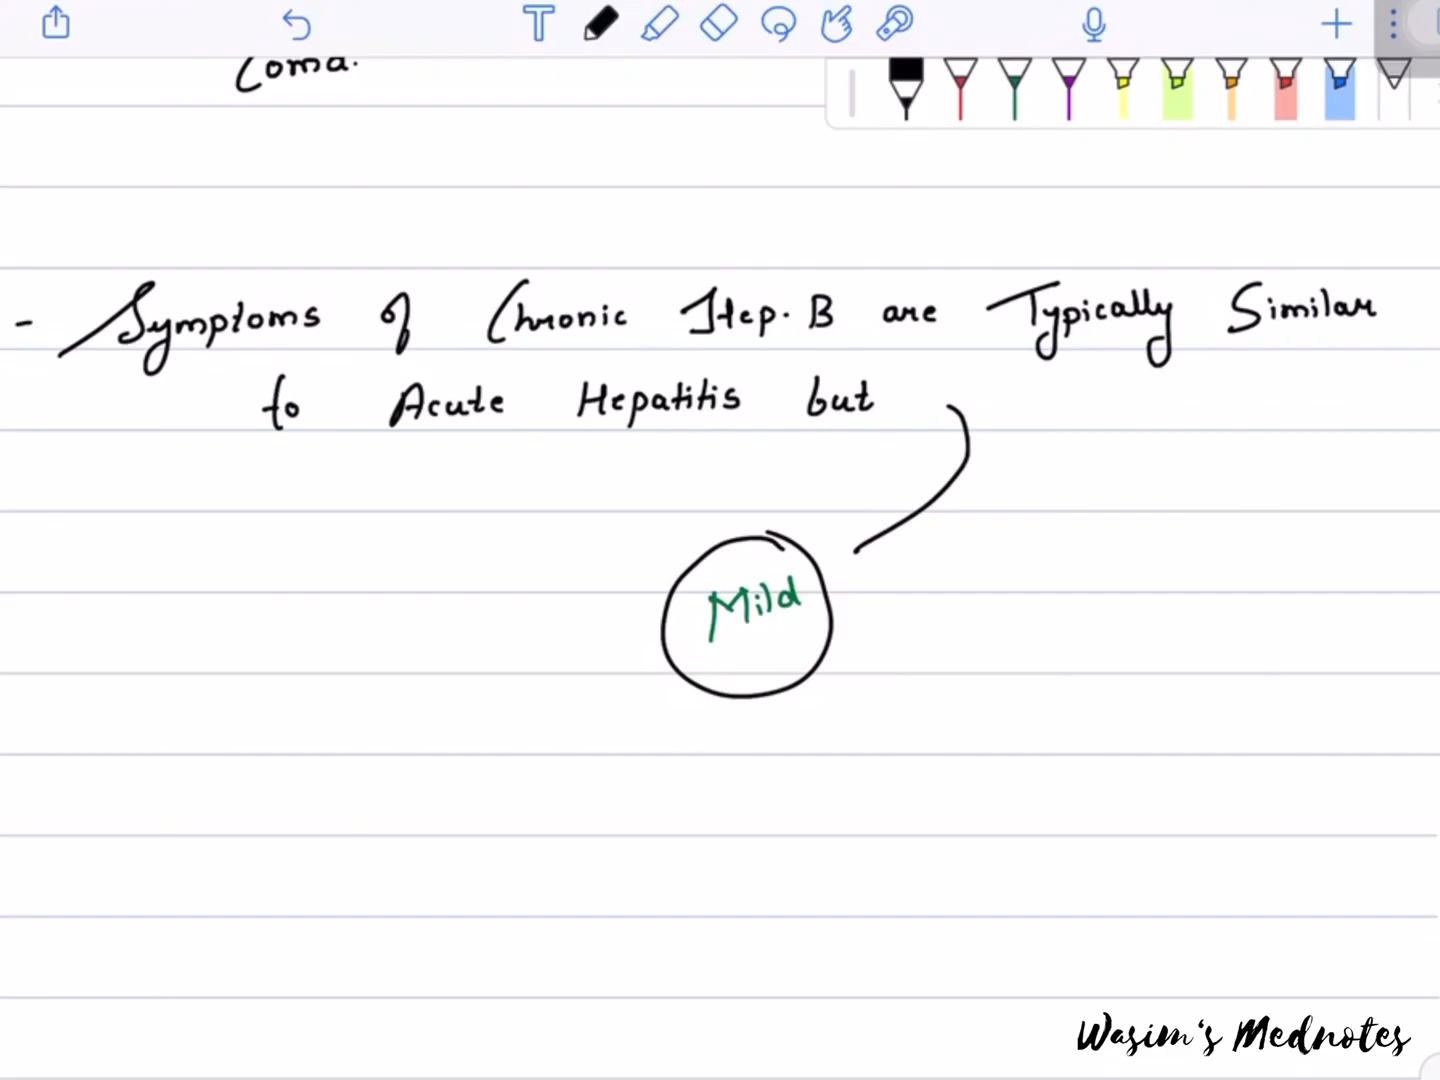 Coma.
- Symptoms of Chronic Hep. B are Typically Similar
to Acute Hepatitis but
Mild
Wasim's Mednotes